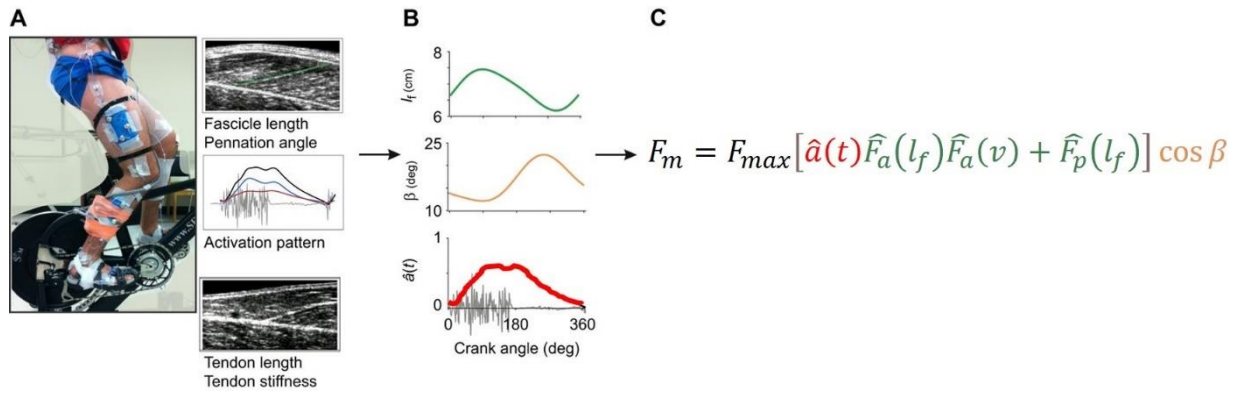 A
Fascicle length
Pennation angle
Activation pattern
Tendon length
Tendon stiffness
B
8
l_f (cm)
6
25
β (deg)
10
1
â(t)
0
0 180 360
Crank angle (deg)
C
F_m = F_max[â(t)F̂_a(l_f)F̂_a(v) + F̂_p(l_f)] cos β